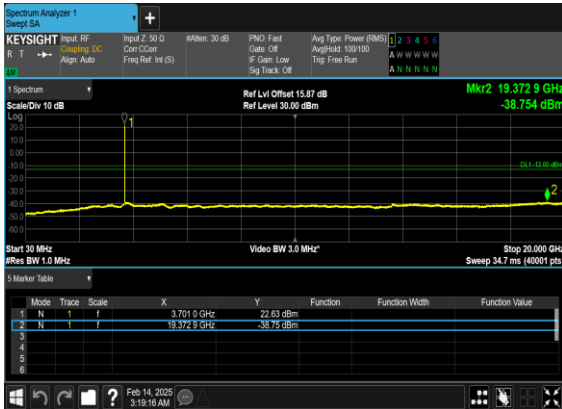 Spectrum Analyzer 1
Swept SA
+
KEYSIGHT Input: RF Input Z: 50 Ω #Atten: 30 dB PNO: Fast Avg Type: Power (RMS) 1 2 3 4 5 6
R T Coupling: DC Corr CCorr Gate: Off Avg|Hold: 100/100 A W W W W W
Align: Auto Freq Ref: Int (S) IF Gain: Low Trig: Free Run
Sig Track: Off A N N N N N
1 Spectrum
Scale/Div 10 dB
Ref Lvl Offset 15.87 dB
Ref Level 30.00 dBm
Mkr2 19.372 9 GHz
-38.754 dBm
Log
20.0
10.0
0.00
-10.0
-20.0
-30.0
-40.0
-50.0
-60.0
1
DL1 -13.00 dBm
2
Start 30 MHz Video BW 3.0 MHz* Stop 20.000 GHz
#Res BW 1.0 MHz Sweep 34.7 ms (40001 pts)
5 Marker Table
Mode Trace Scale X Y Function Function Width Function Value
1 N 1 f 3.701 0 GHz 22.63 dBm
2 N 1 f 19.372 9 GHz -38.75 dBm
3
4
5
6
? Feb 14, 2025
3:19:16 AM